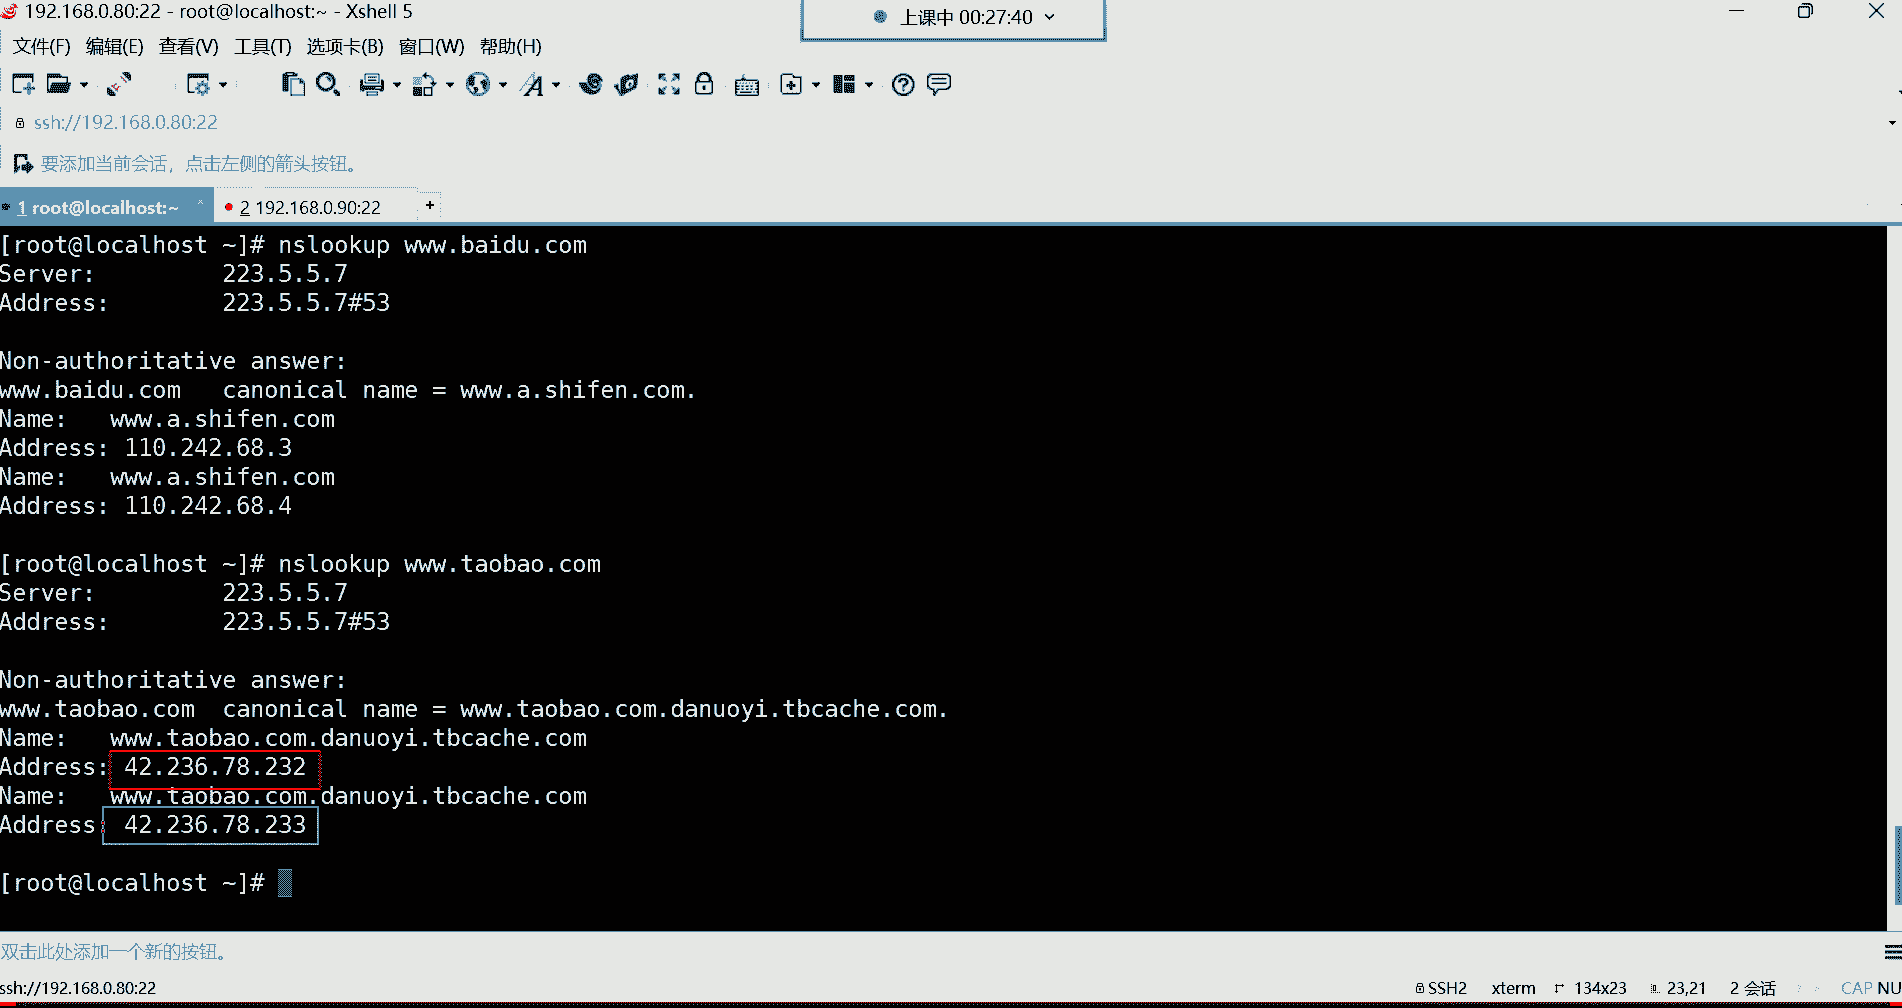 192.168.0.80:22 - root@localhost:~ - Xshell 5
上课中 00:27:40
文件(F) 编辑(E) 查看(V) 工具(T) 选项卡(B) 窗口(W) 帮助(H)
ssh://192.168.0.80:22
要添加当前会话，点击左侧的箭头按钮。
1 root@localhost:~ × 2 192.168.0.90:22 +
[root@localhost ~]# nslookup www.baidu.com
Server: 223.5.5.7
Address: 223.5.5.7#53
Non-authoritative answer:
www.baidu.com canonical name = www.a.shifen.com.
Name: www.a.shifen.com
Address: 110.242.68.3
Name: www.a.shifen.com
Address: 110.242.68.4
[root@localhost ~]# nslookup www.taobao.com
Server: 223.5.5.7
Address: 223.5.5.7#53
Non-authoritative answer:
www.taobao.com canonical name = www.taobao.com.danuoyi.tbcache.com.
Name: www.taobao.com.danuoyi.tbcache.com
Address: 42.236.78.232
Name: www.taobao.com.danuoyi.tbcache.com
Address: 42.236.78.233
[root@localhost ~]#
双击此处添加一个新的按钮。
ssh://192.168.0.80:22 SSH2 xterm 134x23 23,21 2 会话 CAP NU